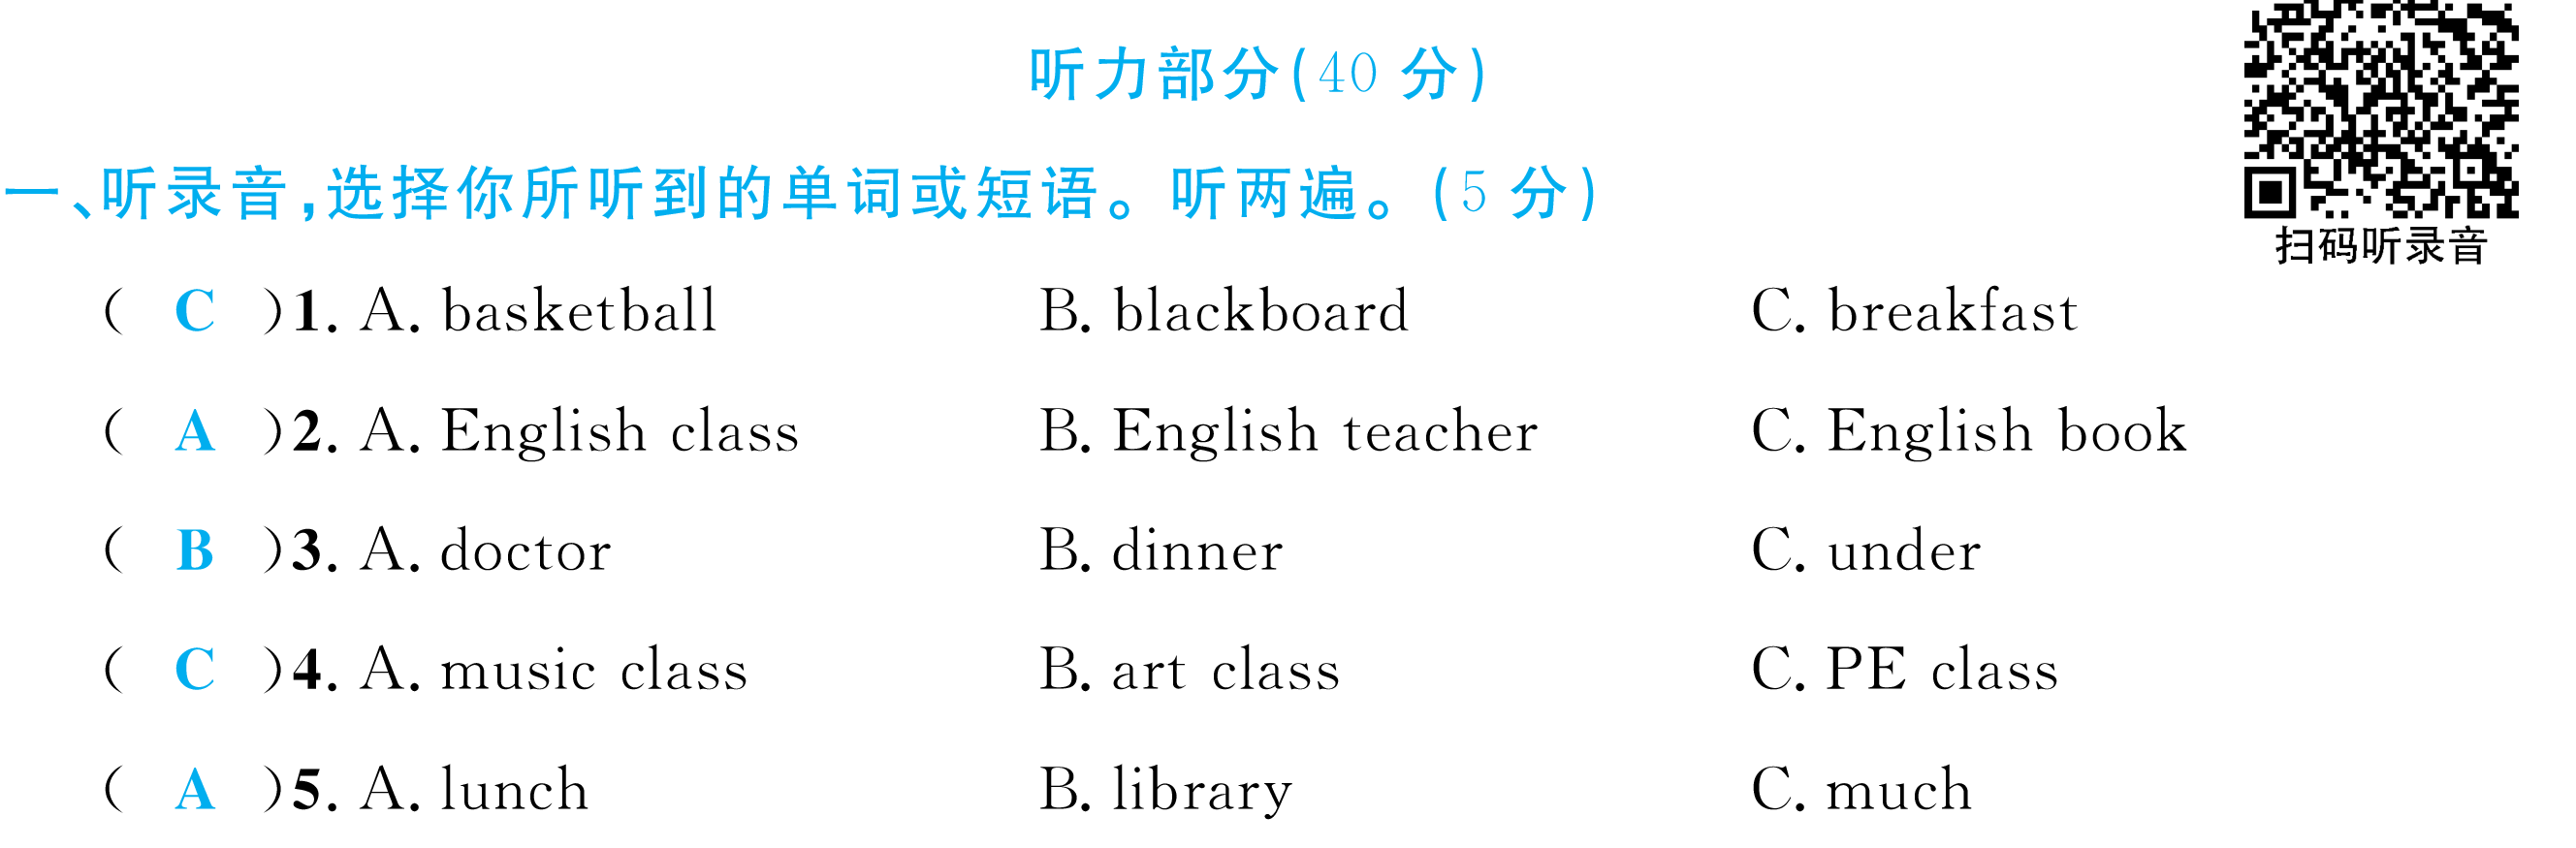 听力部分(40 分)
一、听录音,选择你所听到的单词或短语。听两遍。(5 分)
扫码听录音
( C )1. A. basketball B. blackboard C. breakfast
( A )2. A. English class B. English teacher C. English book
( B )3. A. doctor B. dinner C. under
( C )4. A. music class B. art class C. PE class
( A )5. A. lunch B. library C. much